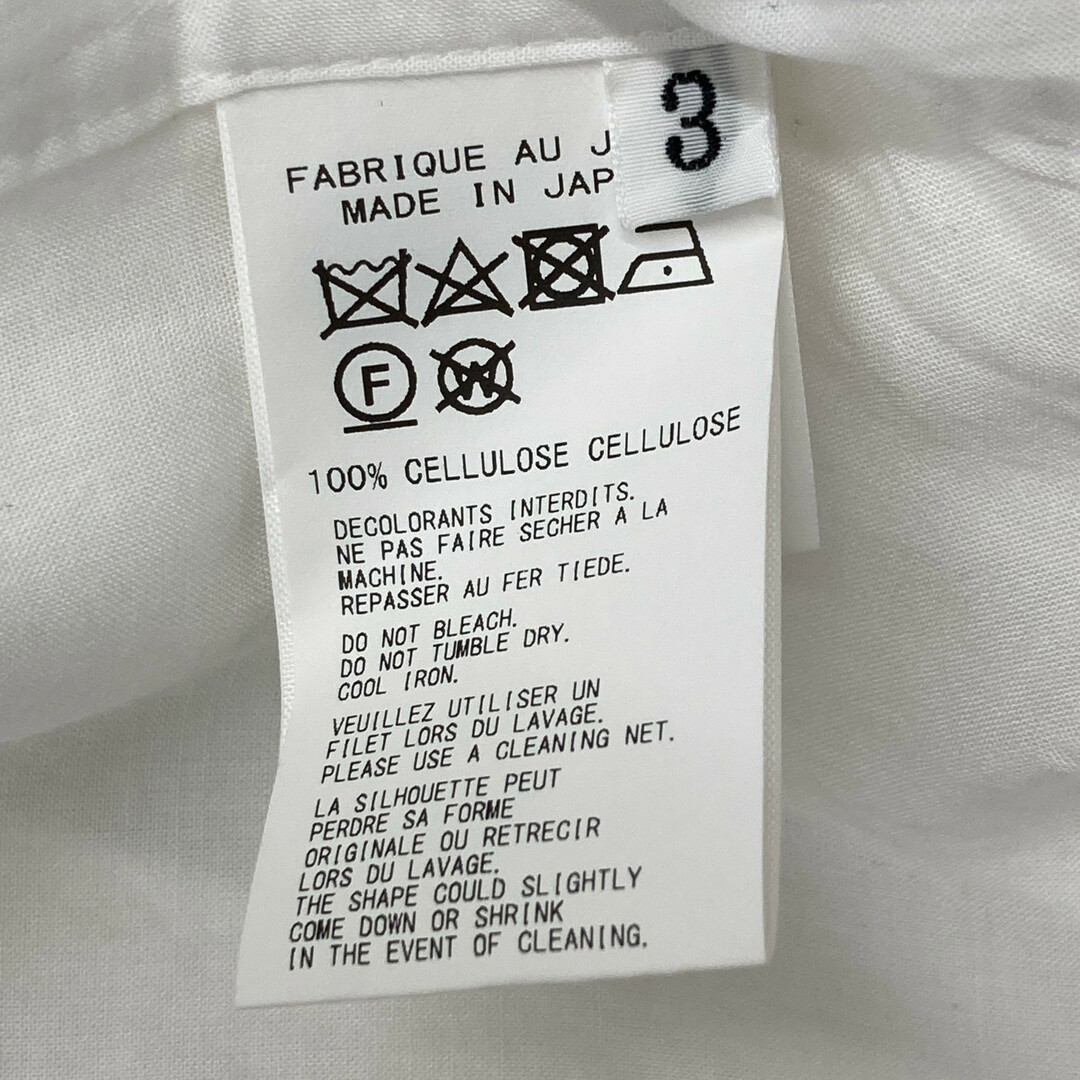 3
FABRIQUE AU
MADE IN
F
W
100% CELLULOSE CELLULOSE
DECOLORANTS INTERDITS.
NE PAS FAIRE SECHER A LA
MACHINE.
REPASSER AU FER TIEDE.
DO NOT BLEACH.
DO NOT TUMBLE DRY.
COOL IRON.
VEUILLEZ UTILISER UN
FILET LORS DU LAVAGE.
PLEASE USE A CLEANING NET.
LA SILHOUETTE PEUT
PERDRE SA FORME
ORIGINALE OU RETRECIR
LORS DU LAVAGE.
THE SHAPE COULD SLIGHTLY
COME DOWN OR SHRINK
IN THE EVENT OF CLEANING.